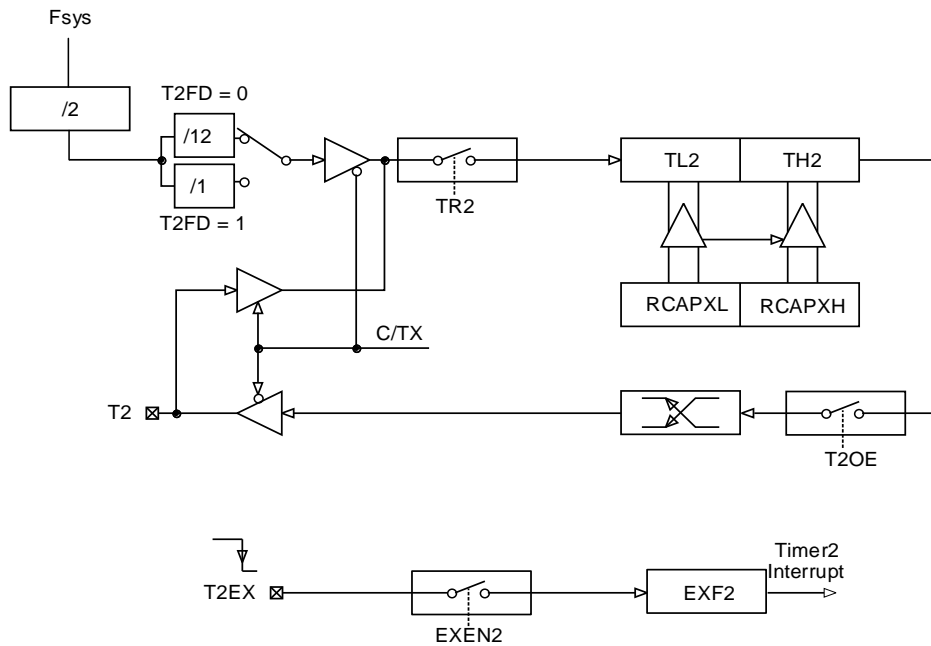 Fsys
/2
T2FD = 0
/12
/1
T2FD = 1
TR2
TL2
TH2
RCAPXL
RCAPXH
C/TX
T2
T2OE
T2EX
EXEN2
EXF2
Timer2
Interrupt